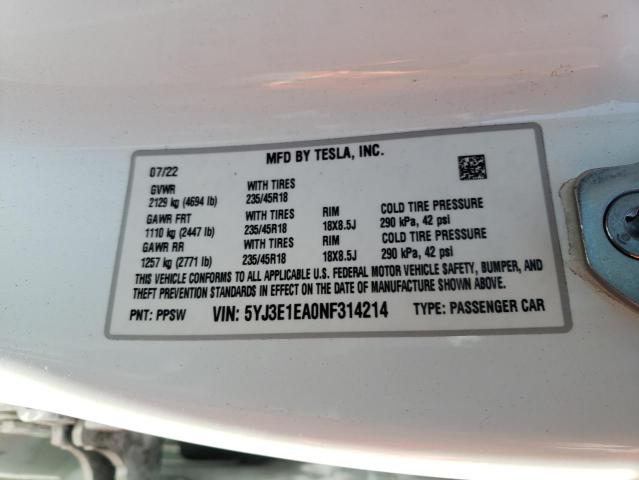 MFD BY TESLA, INC.
07/22
GVWR WITH TIRES
2129 kg (4694 lb) 235/45R18
GAWR FRT WITH TIRES RIM COLD TIRE PRESSURE
1110 kg (2447 lb) 235/45R18 18X8.5J 290 kPa, 42 psi
GAWR RR WITH TIRES RIM COLD TIRE PRESSURE
1257 kg (2771 lb) 235/45R18 18X8.5J 290 kPa, 42 psi
THIS VEHICLE CONFORMS TO ALL APPLICABLE U.S. FEDERAL MOTOR VEHICLE SAFETY, BUMPER, AND
THEFT PREVENTION STANDARDS IN EFFECT ON THE DATE OF MANUFACTURE SHOWN ABOVE.
PNT: PPSW VIN: 5YJ3E1EA0NF314214 TYPE: PASSENGER CAR